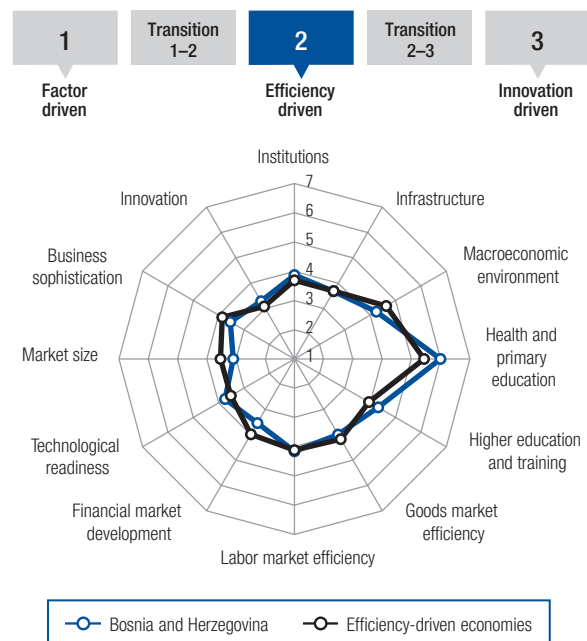 1
Transition
1–2
2
Transition
2–3
3
Factor
driven
Efficiency
driven
Innovation
driven
Institutions
Innovation
Infrastructure
Business
sophistication
Macroeconomic
environment
Market size
Health and
primary
education
Technological
readiness
Higher education
and training
Financial market
development
Goods market
efficiency
Labor market efficiency
7
6
5
4
3
2
1
Bosnia and Herzegovina
Efficiency-driven economies